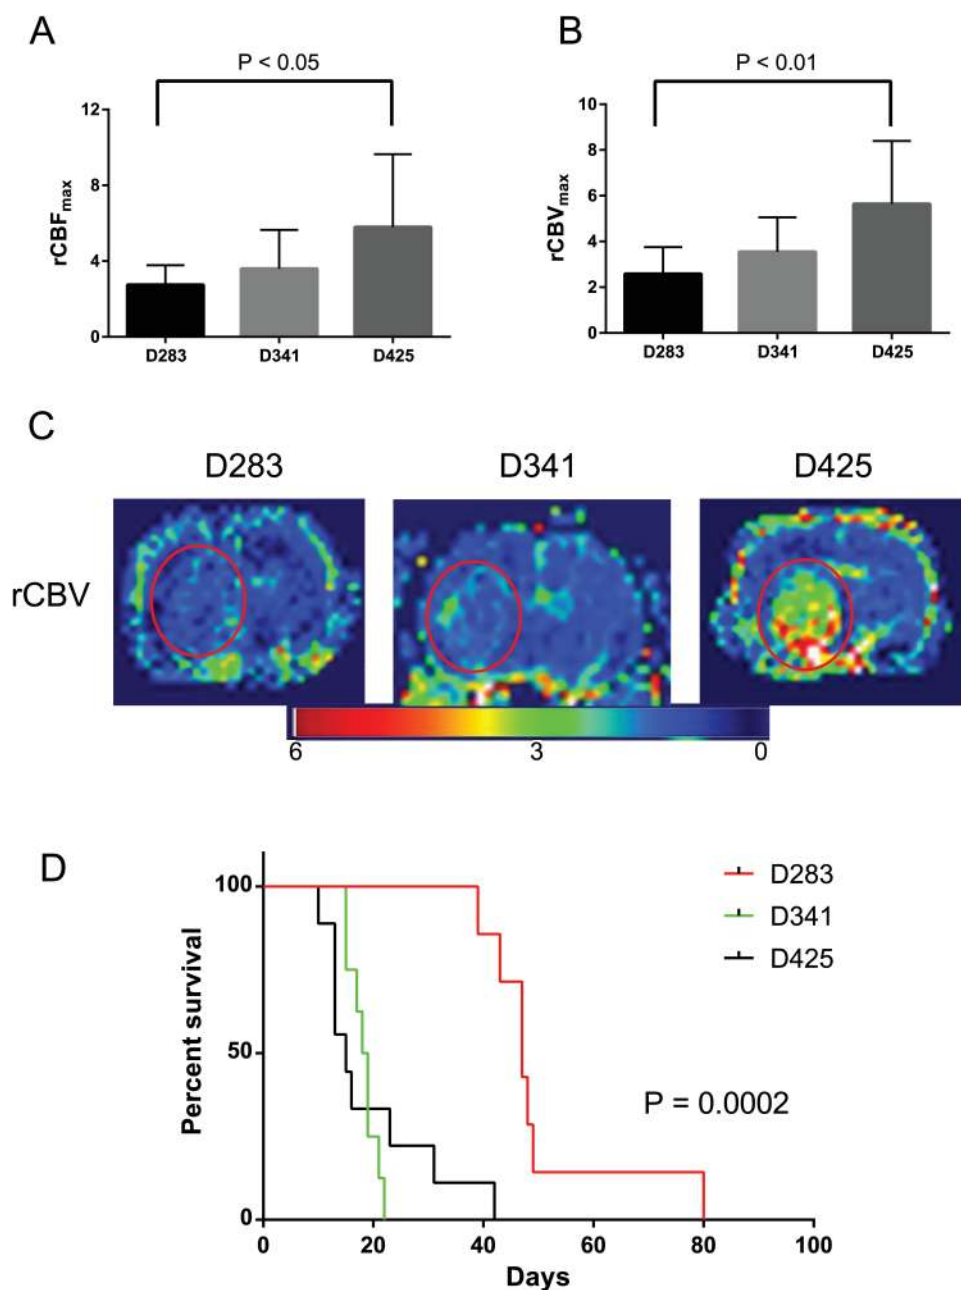 A
P < 0.05
12
8
4
0
rCBFmax
D283 D341 D425
B
P < 0.01
10
8
6
4
2
0
rCBVmax
D283 D341 D425
C
D283 D341 D425
rCBV
6 3 0
D
100
50
0
Percent survival
D283
D341
D425
P = 0.0002
0 20 40 60 80 100
Days